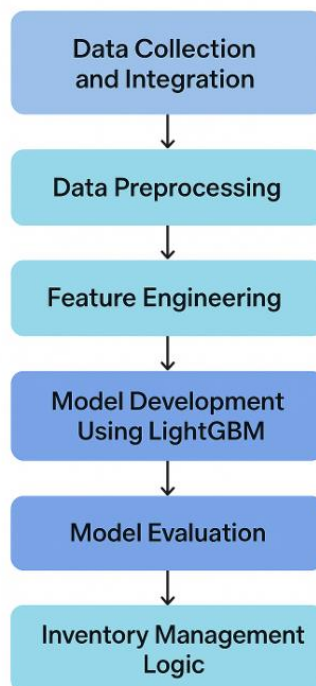 Data Collection
and Integration
Data Preprocessing
Feature Engineering
Model Development
Using LightGBM
Model Evaluation
Inventory Management
Logic